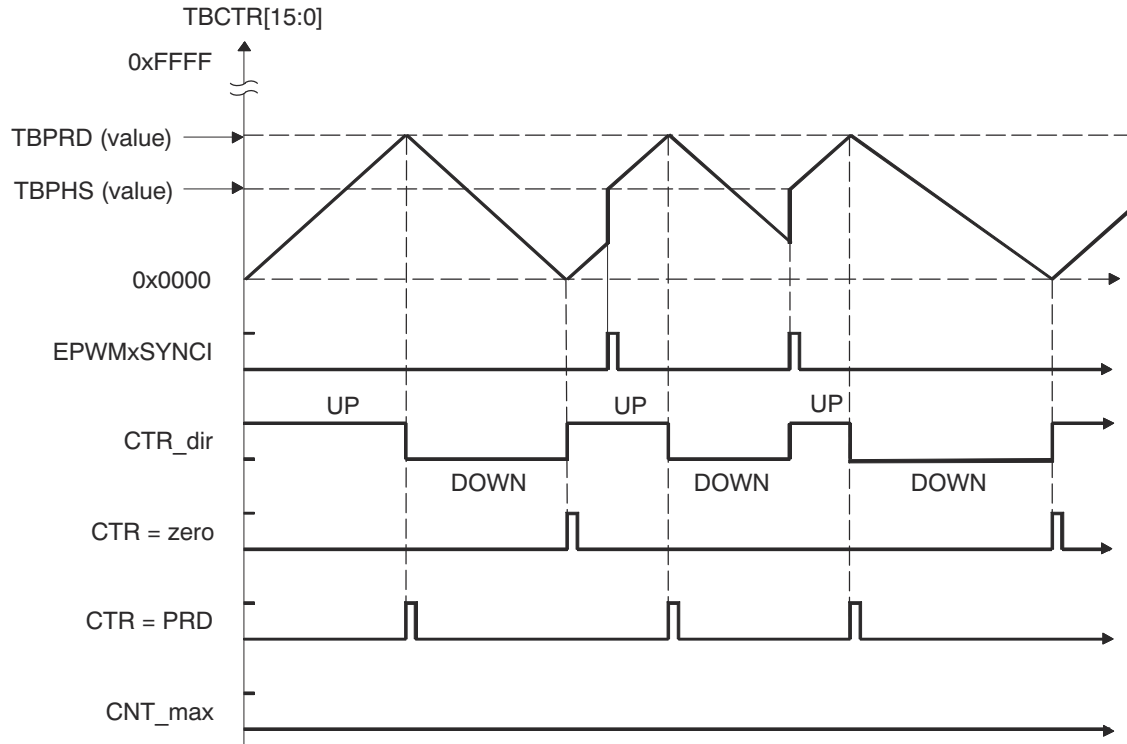 TBCTR[15:0]
0xFFFF
TBPRD (value)
TBPHS (value)
0x0000
EPWMxSYNCI
UP UP UP
CTR_dir
DOWN DOWN DOWN
CTR = zero
CTR = PRD
CNT_max